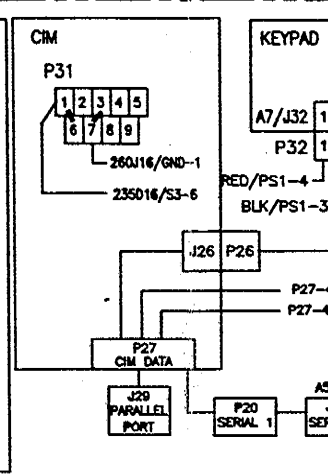 CIM
KEYPAD
P31
1 2 3 4 5
6 7 8 9
A7/J32 1
P32 1
260J16/GND-1
RED/PS1-4
235D16/S3-6
BLK/PS1-3
J26 P26
P27-
P27-
P27
CIM DATA
J29
PARALLEL
PORT
P20
SERIAL 1
A5
SER